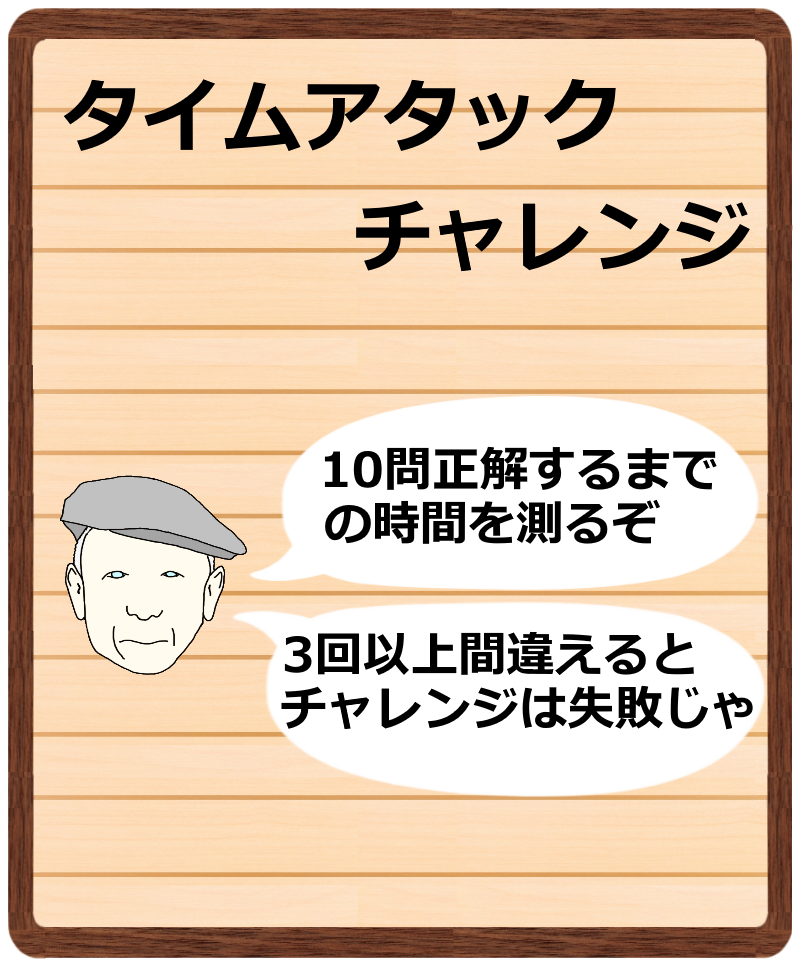 タイムアタック
チャレンジ
10問正解するまで
の時間を測るぞ
3回以上間違えると
チャレンジは失敗じゃ